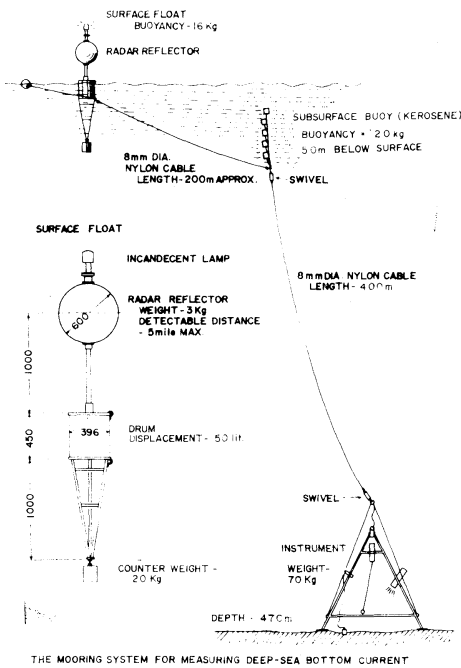 SURFACE FLOAT
BUOYANCY - 16 Kg
RADAR REFLECTOR
SUBSURFACE BUOY (KEROSENE)
BUOYANCY = 120 kg
50m BELOW SURFACE
8mm DIA.
NYLON CABLE
LENGTH - 200m APPROX.
SWIVEL
SURFACE FLOAT
INCANDECENT LAMP
8mm DIA. NYLON CABLE
LENGTH - 400m
RADAR REFLECTOR
WEIGHT - 3 Kg
DETECTABLE DISTANCE
- 5mile MAX.
600
1000
396
450
DRUM
DISPLACEMENT - 50 lit.
1000
SWIVEL
INSTRUMENT
WEIGHT -
70 Kg
COUNTER WEIGHT -
20 Kg
DEPTH - 470m
THE MOORING SYSTEM FOR MEASURING DEEP-SEA BOTTOM CURRENT